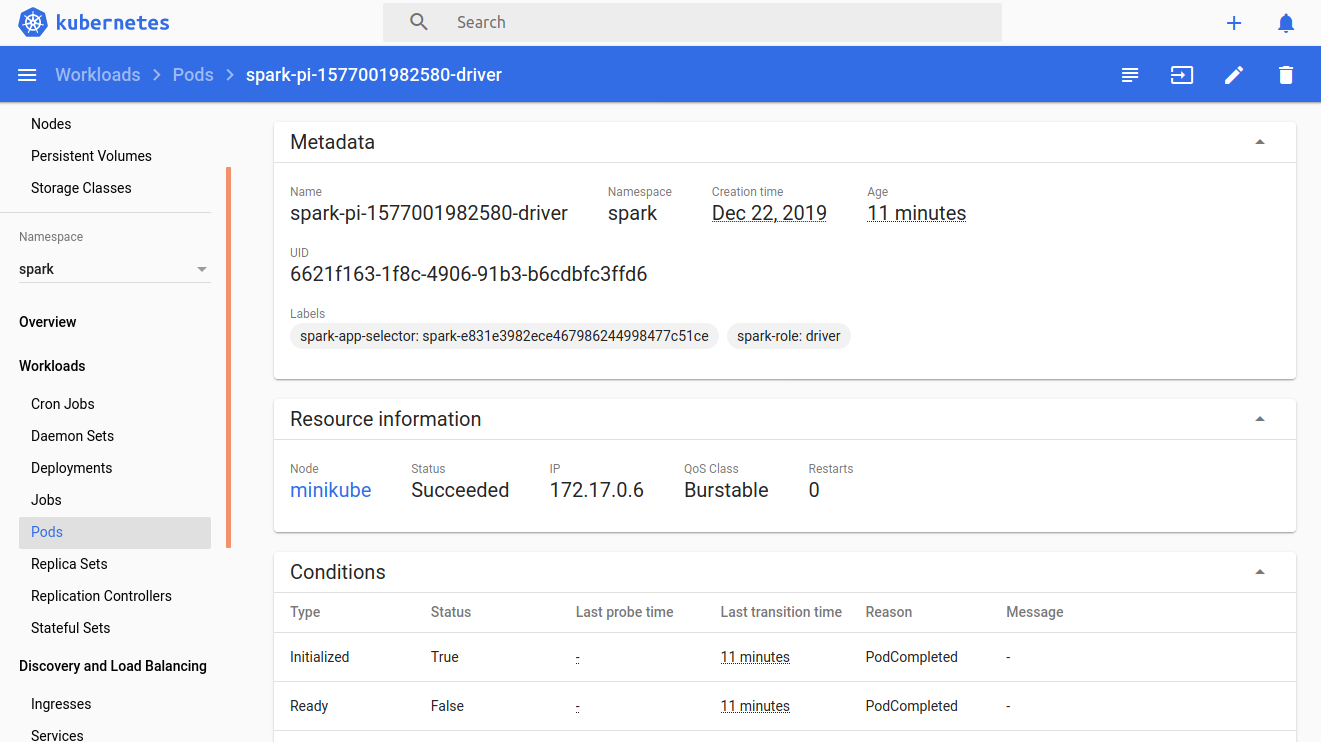 kubernetes
Search
Workloads
Pods
spark-pi-1577001982580-driver
Nodes
Persistent Volumes
Storage Classes
Namespace
spark
Overview
Workloads
Cron Jobs
Daemon Sets
Deployments
Jobs
Pods
Replica Sets
Replication Controllers
Stateful Sets
Discovery and Load Balancing
Ingresses
Services
Metadata
Name Namespace Creation time Age
spark-pi-1577001982580-driver spark Dec 22, 2019 11 minutes
UID
6621f163-1f8c-4906-91b3-b6cdbfc3ffd6
Labels
spark-app-selector: spark-e831e3982ece467986244998477c51ce spark-role: driver
Resource information
Node Status IP QoS Class Restarts
minikube Succeeded 172.17.0.6 Burstable 0
Conditions
Type Status Last probe time Last transition time Reason Message
Initialized True - 11 minutes PodCompleted -
Ready False - 11 minutes PodCompleted -